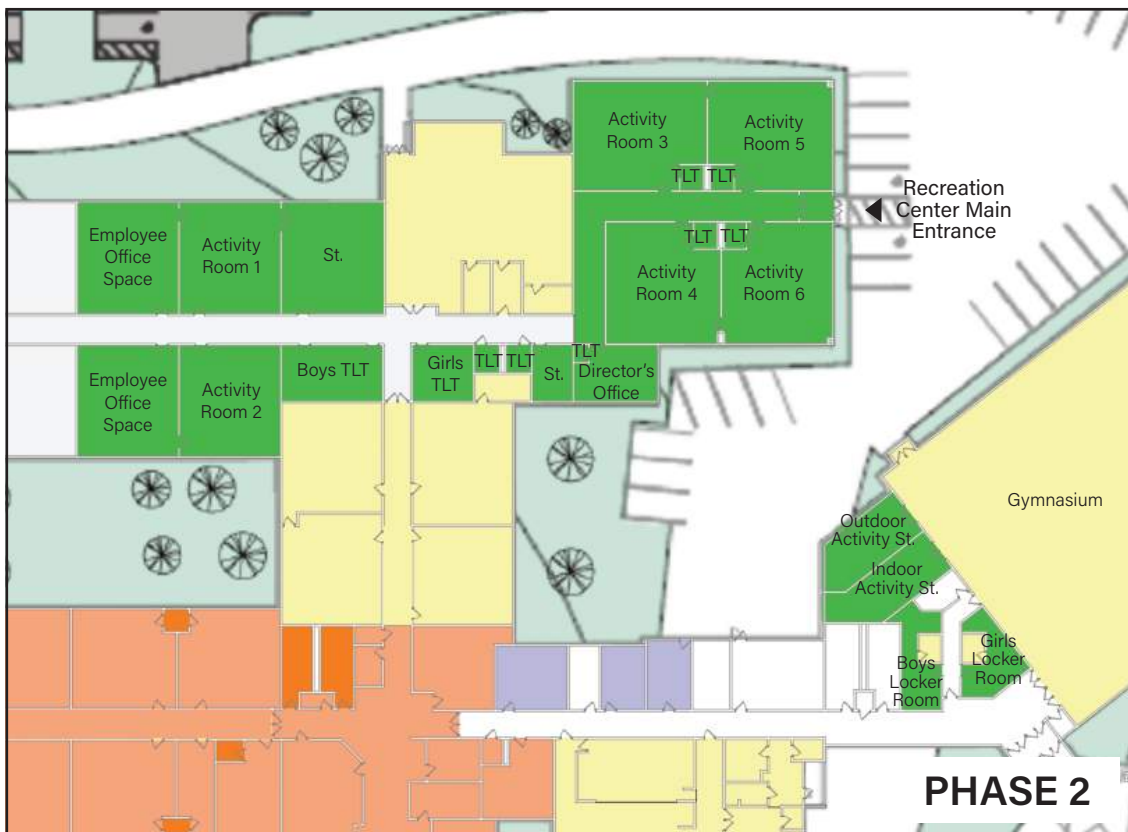 Activity
Room 3
Activity
Room 5
TLT
TLT
Recreation
Center Main
Entrance
Employee
Office
Space
Activity
Room 1
St.
TLT
TLT
Activity
Room 4
Activity
Room 6
Employee
Office
Space
Activity
Room 2
Boys TLT
Girls
TLT
TLT
TLT
St.
TLT
Director's
Office
Gymnasium
Outdoor
Activity St.
Indoor
Activity St.
Boys
Locker
Room
Girls
Locker
Room
PHASE 2